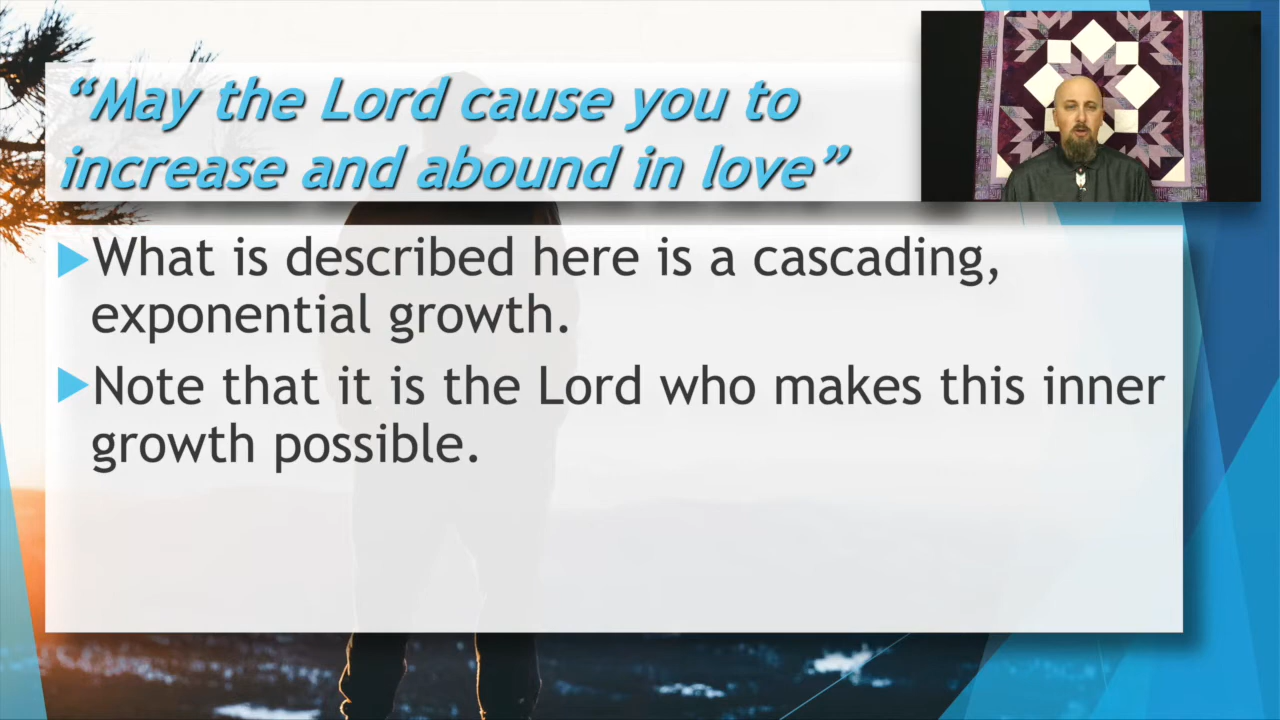 “May the Lord cause you to
increase and abound in love”
What is described here is a cascading,
exponential growth.
Note that it is the Lord who makes this inner
growth possible.